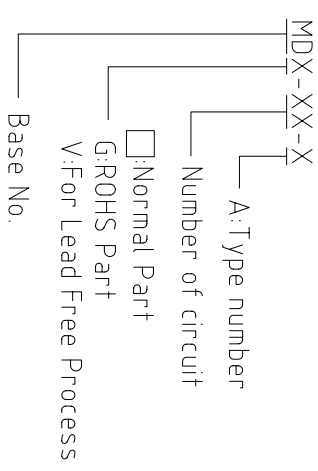 MDX-XX-X
A:Type number
Number of circuit
□:Normal Part
G:ROHS Part
V:For Lead Free Process
Base No.